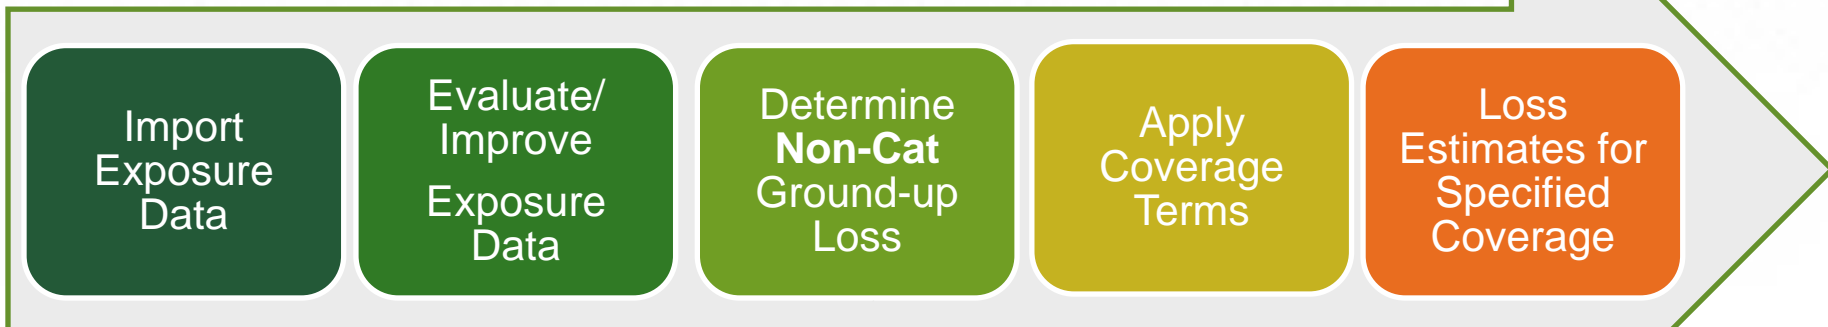 Import
Exposure
Data
Evaluate/
Improve
Exposure
Data
Determine
Non-Cat
Ground-up
Loss
Apply
Coverage
Terms
Loss
Estimates for
Specified
Coverage